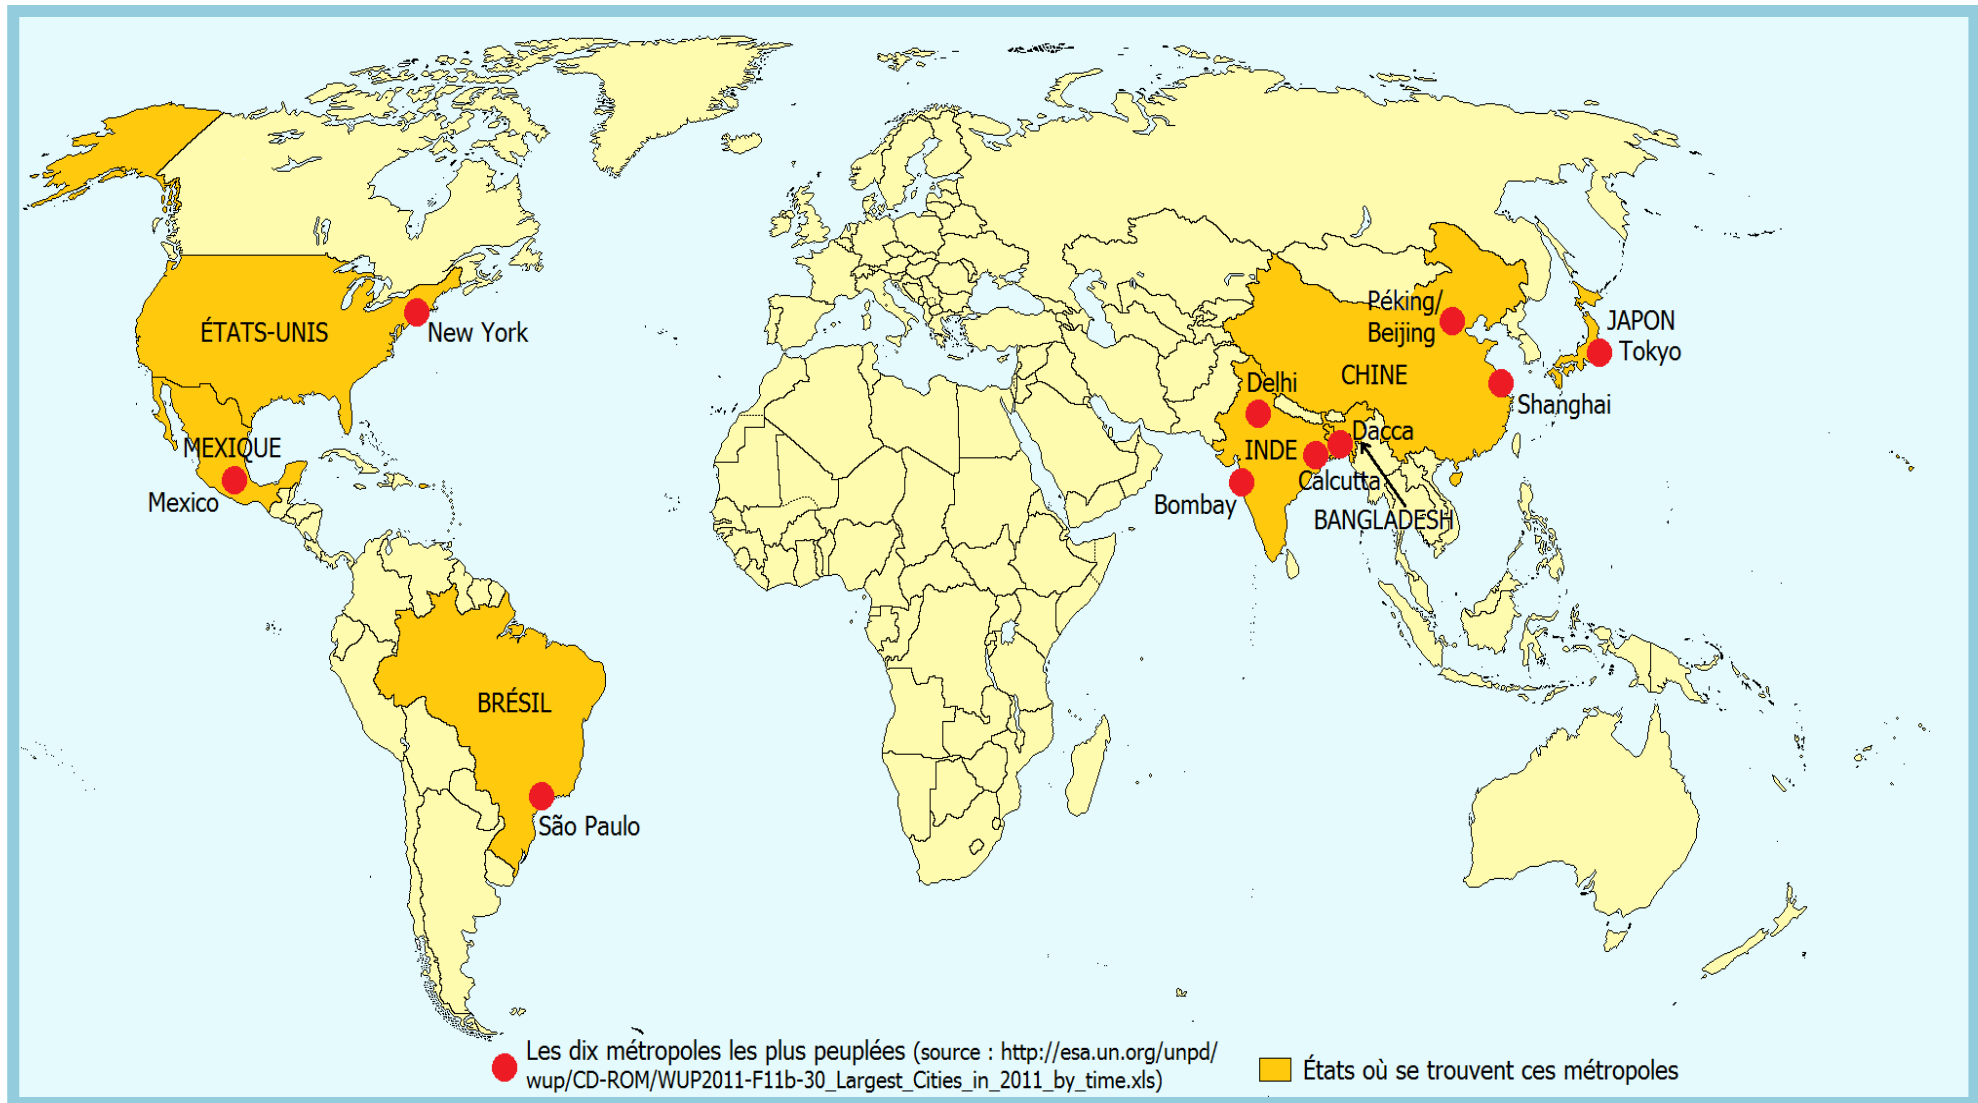 ÉTATS-UNIS
New York
MEXIQUE
Mexico
BRÉSIL
São Paulo
Péking/
Beijing
JAPON
Tokyo
CHINE
Shanghai
Delhi
INDE
Dacca
Calcutta
Bombay
BANGLADESH
Les dix métropoles les plus peuplées (source : http://esa.un.org/unpd/
wup/CD-ROM/WUP2011-F11b-30_Largest_Cities_in_2011_by_time.xls)
États où se trouvent ces métropoles